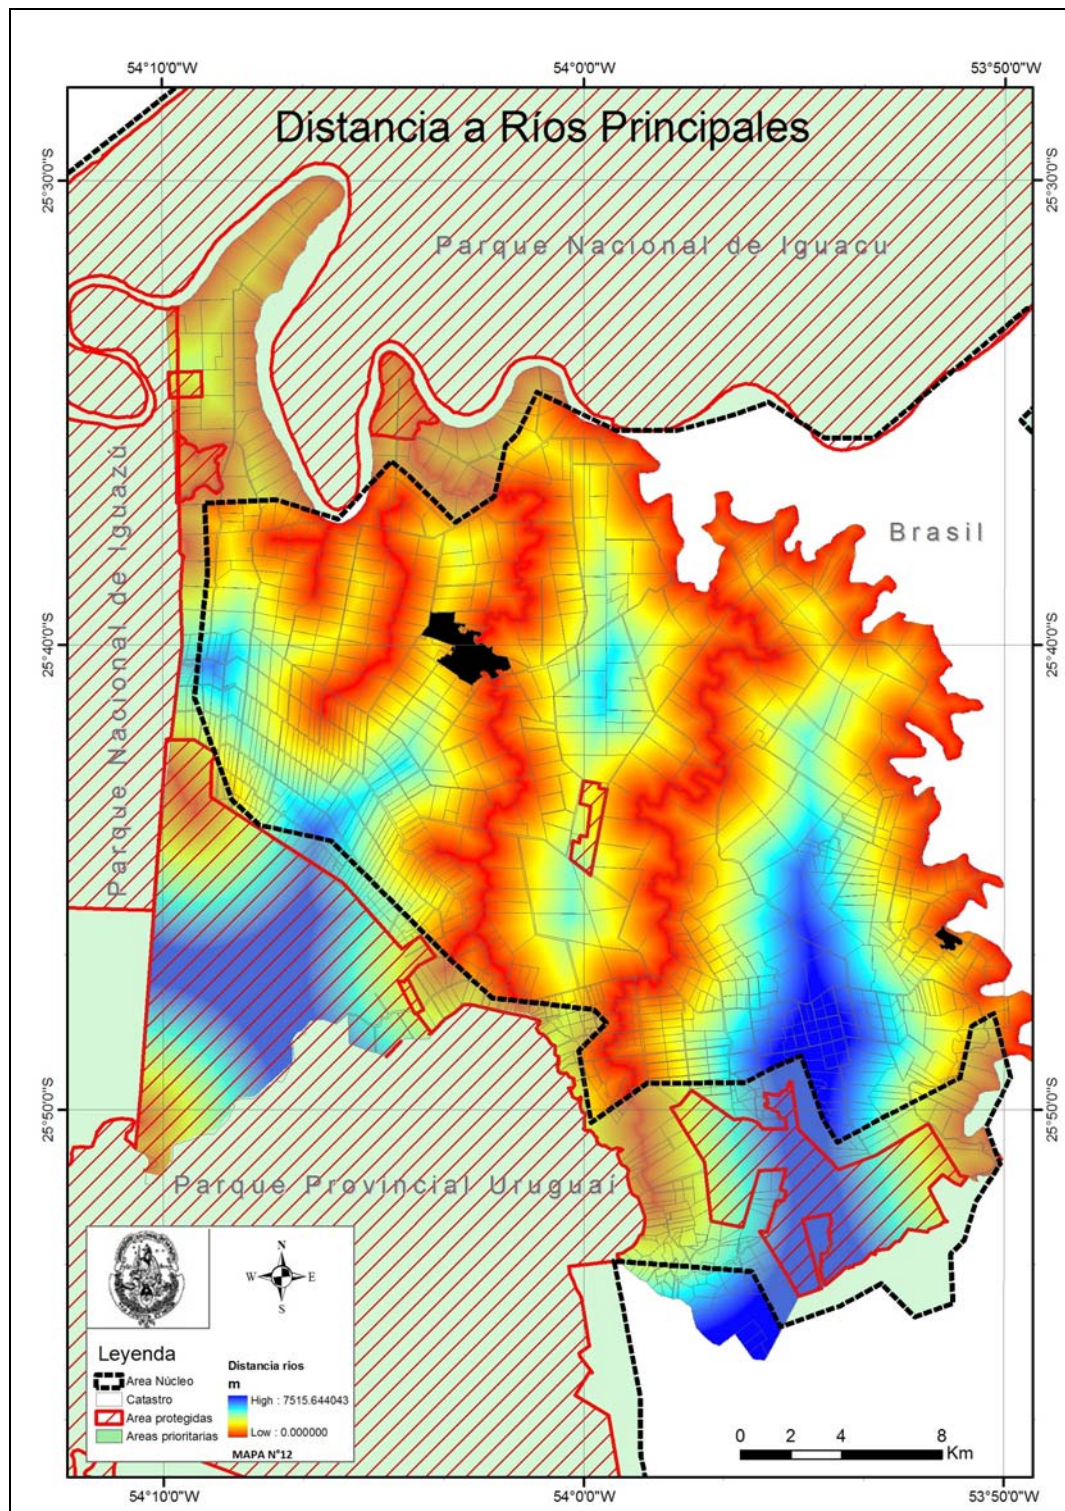 54°10'0"W 54°0'0"W 53°50'0"W
Distancia a Ríos Principales
25°30'0"S 25°30'0"S
Parque Nacional de Iguacu
Brasil
Parque Nacional de Iguazú
25°40'0"S 25°40'0"S
25°50'0"S 25°50'0"S
Parque Provincial Uruguaí
N
W E
S
Leyenda
Area Núcleo
Catastro
Area protegidas
Areas prioritarias
Distancia rios
m
High : 7515.644043
Low : 0.000000
MAPA N°12
0 2 4 8
Km
54°10'0"W 54°0'0"W 53°50'0"W